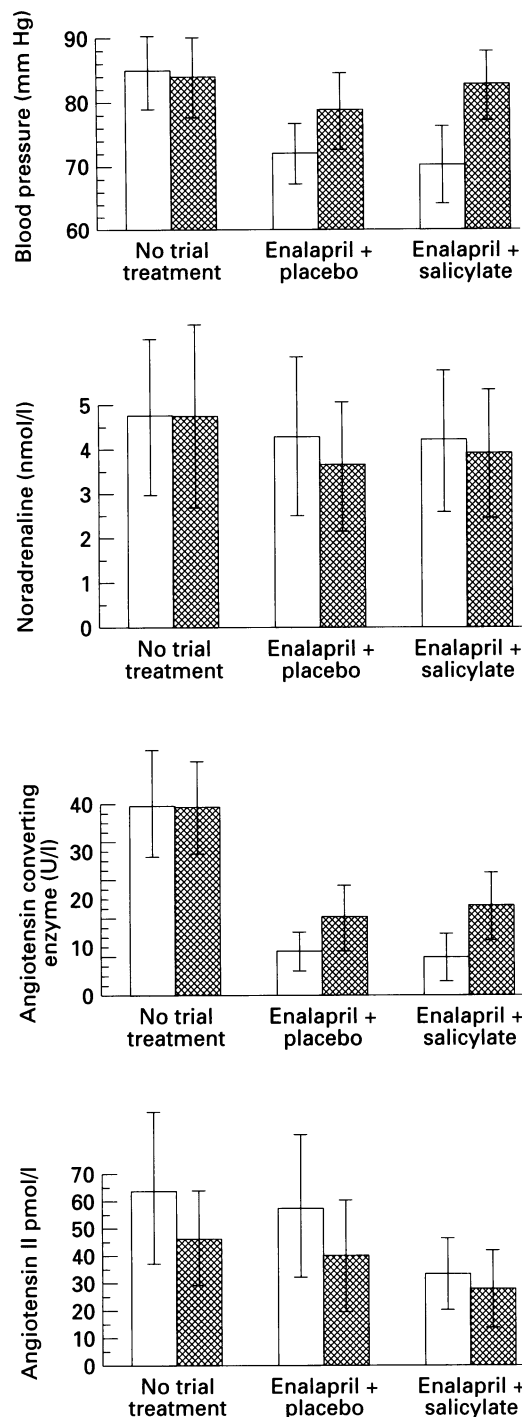 Blood pressure (mm Hg)
90
80
70
60
No trial
treatment
Enalapril +
placebo
Enalapril +
salicylate
Noradrenaline (nmol/l)
5
4
3
2
1
0
No trial
treatment
Enalapril +
placebo
Enalapril +
salicylate
Angiotensin converting
enzyme (U/l)
40
30
20
10
0
No trial
treatment
Enalapril +
placebo
Enalapril +
salicylate
Angiotensin II pmol/l
70
60
50
40
30
20
10
0
No trial
treatment
Enalapril +
placebo
Enalapril +
salicylate